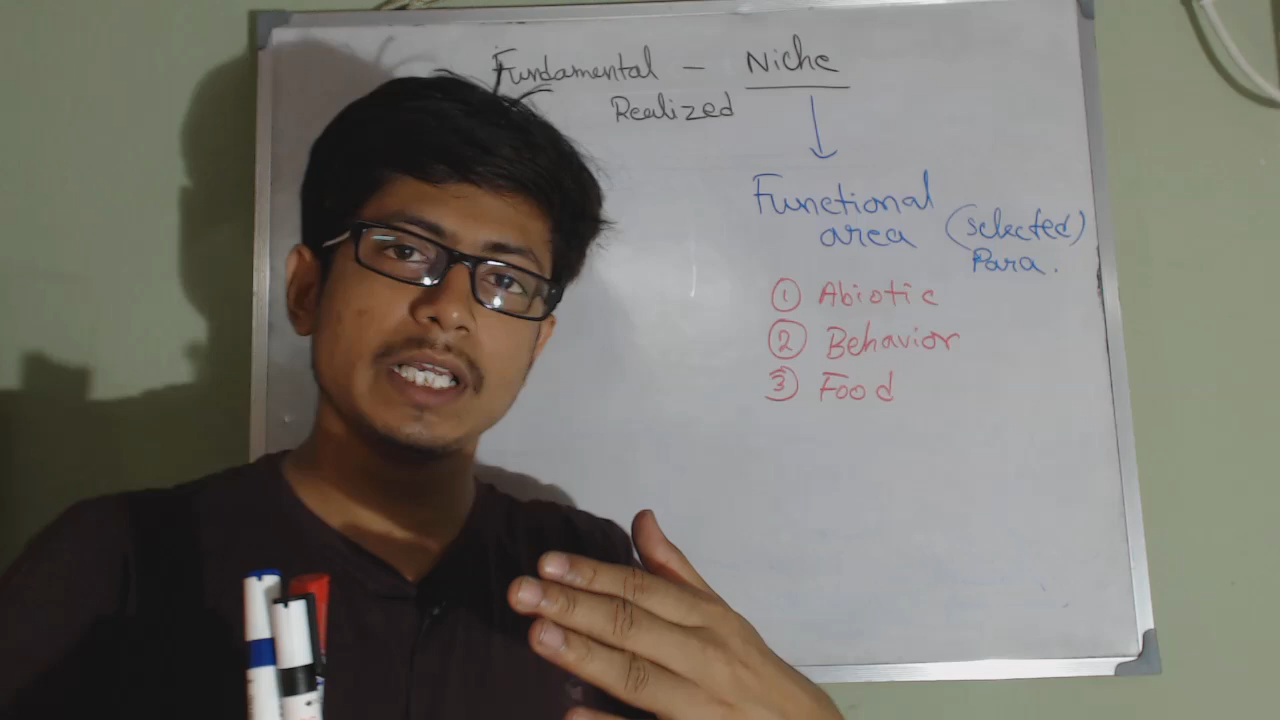 Fundamental - Niche
Realized
Functional
area (selected)
Para.
① Abiotic
② Behavior
③ Food